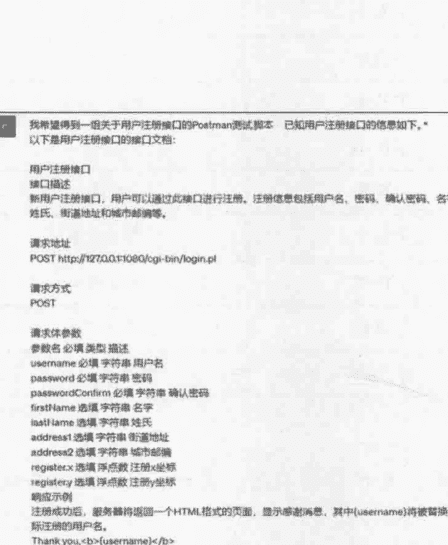 我希望得到一组关于用户注册接口的Postman测试脚本 已知用户注册接口的信息如下。*
以下是用户注册接口的接口文档:
用户注册接口
接口描述
新用户注册接口，用户可以通过此接口进行注册。注册信息包括用户名、密码、确认密码、名
姓氏、街道地址和城市邮编等。
请求地址
POST http://127.0.0.1:1080/cgi-bin/login.pl
请求方式
POST
请求体参数
参数名 必填 类型 描述
username 必填 字符串 用户名
password 必填 字符串 密码
passwordConfirm 必填 字符串 确认密码
firstName 选填 字符串 名字
lastName 选填 字符串 姓氏
address1 选填 字符串 街道地址
address2 选填 字符串 城市邮编
register.x 选填 浮点数 注册x坐标
register.y 选填 浮点数 注册y坐标
响应示例
注册成功后，服务器将返回一个HTML格式的页面，显示感谢消息，其中{username}将被替换
际注册的用户名。
Thank you, <b>{username}</b>